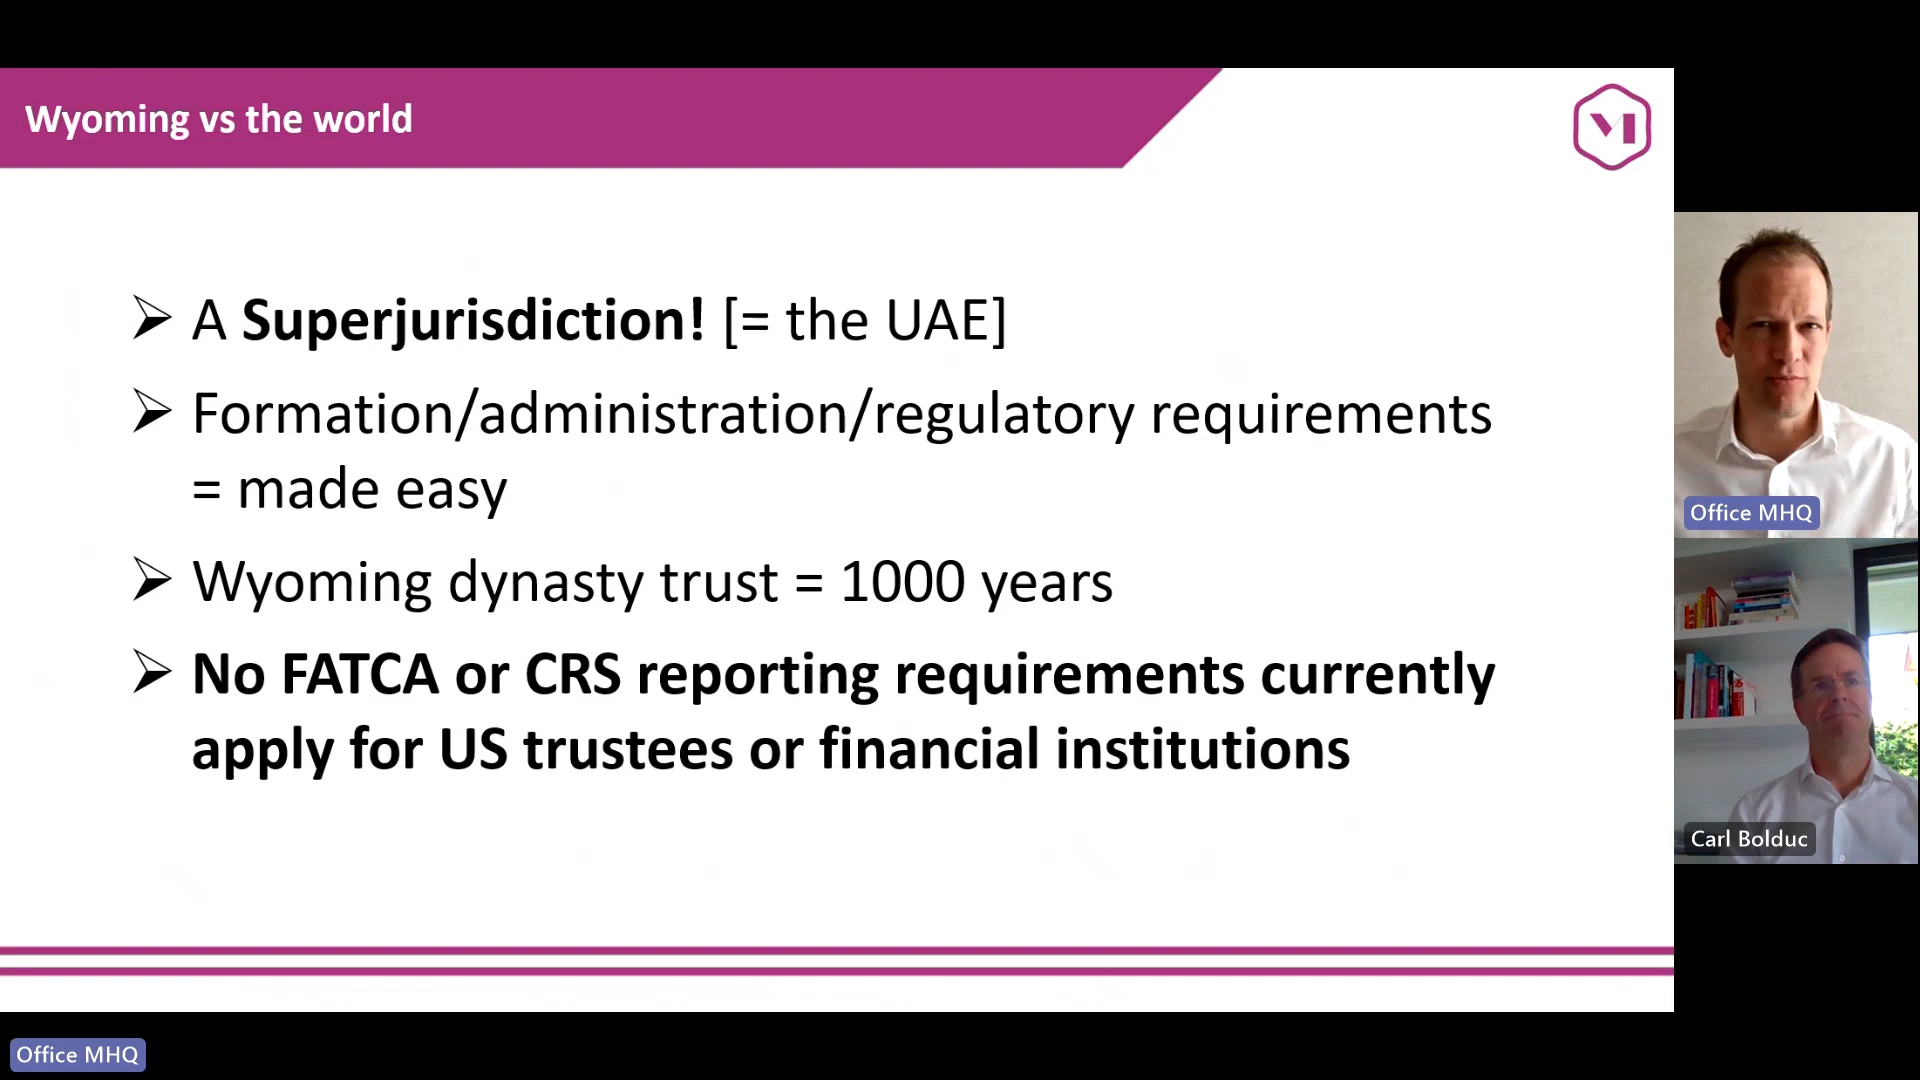 Wyoming vs the world
A Superjurisdiction! [= the UAE]
Formation/administration/regulatory requirements
= made easy
Wyoming dynasty trust = 1000 years
No FATCA or CRS reporting requirements currently
apply for US trustees or financial institutions
Office MHQ
Carl Bolduc
Office MHQ